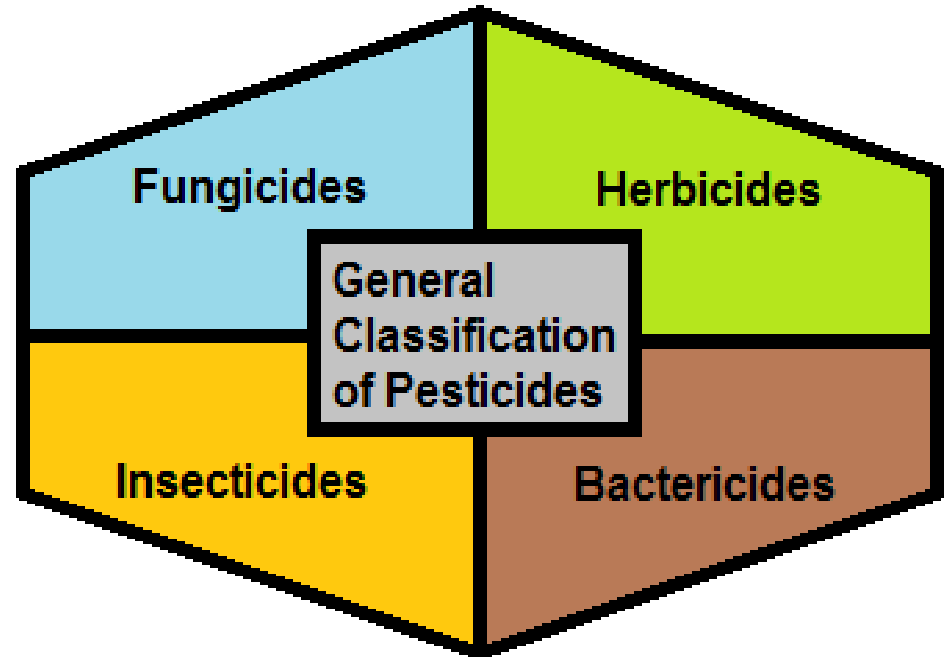 Fungicides
Herbicides
General
Classification
of Pesticides
Insecticides
Bactericides